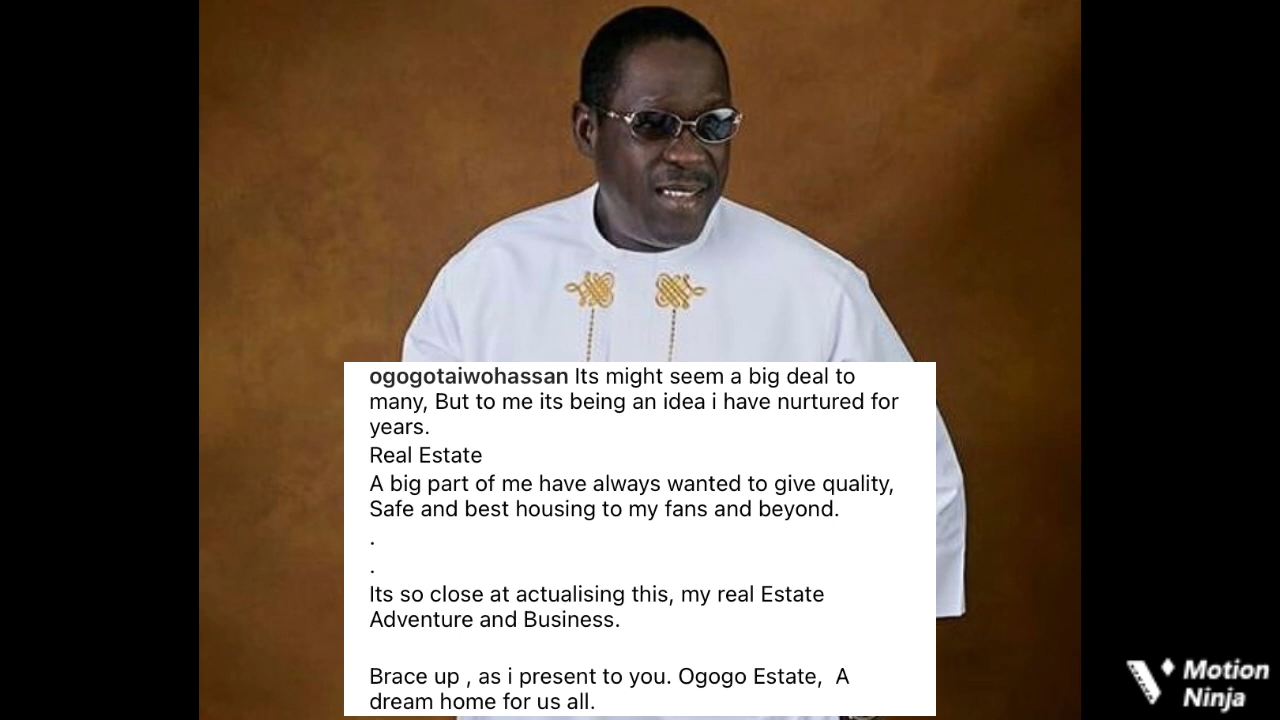 ogogotaiwohassan Its might seem a big deal to
many, But to me its being an idea i have nurtured for
years.
Real Estate
A big part of me have always wanted to give quality,
Safe and best housing to my fans and beyond.
.
.
Its so close at actualising this, my real Estate
Adventure and Business.
Brace up , as i present to you. Ogogo Estate,  A
dream home for us all.
Motion
Ninja